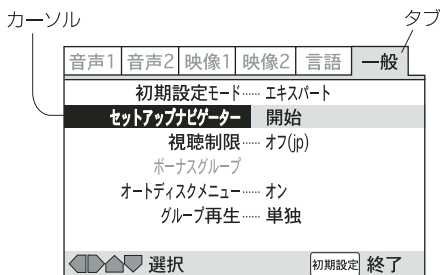 カーソル
タブ
音声1 音声2 映像1 映像2 言語 一般
初期設定モード…… エキスパート
セットアップナビゲーター 開始
視聴制限…… オフ(jp)
ボーナスグループ
オートディスクメニュー…… オン
グループ再生…… 単独
選択 初期設定 終了